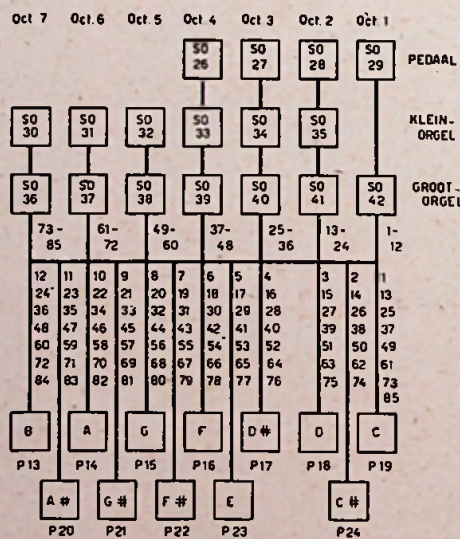 Oct. 7 Oct. 6 Oct. 5 Oct. 4 Oct. 3 Oct. 2 Oct. 1
SO 26 SO 27 SO 28 SO 29 PEDAAL
SO 30 SO 31 SO 32 SO 33 SO 34 SO 35 KLEIN-ORGEL
SO 36 SO 37 SO 38 SO 39 SO 40 SO 41 SO 42 GROOT-ORGEL
73-85 61-72 49-60 37-48 25-36 13-24 1-12
12 11 10 9 8 7 6 5 4 3 2 1
24 23 22 21 20 19 18 17 16 15 14 13
36 35 34 33 32 31 30 29 28 27 26 25
48 47 46 45 44 43 42 41 40 39 38 37
60 59 58 57 56 55 54 53 52 51 50 49
72 71 70 69 68 67 66 65 64 63 62 61
84 83 82 81 80 79 78 77 76 75 74 73
85
B A G F D# D C
P13 P14 P15 P16 P17 P18 P19
A# G# F# E C#
P20 P21 P22 P23 P24